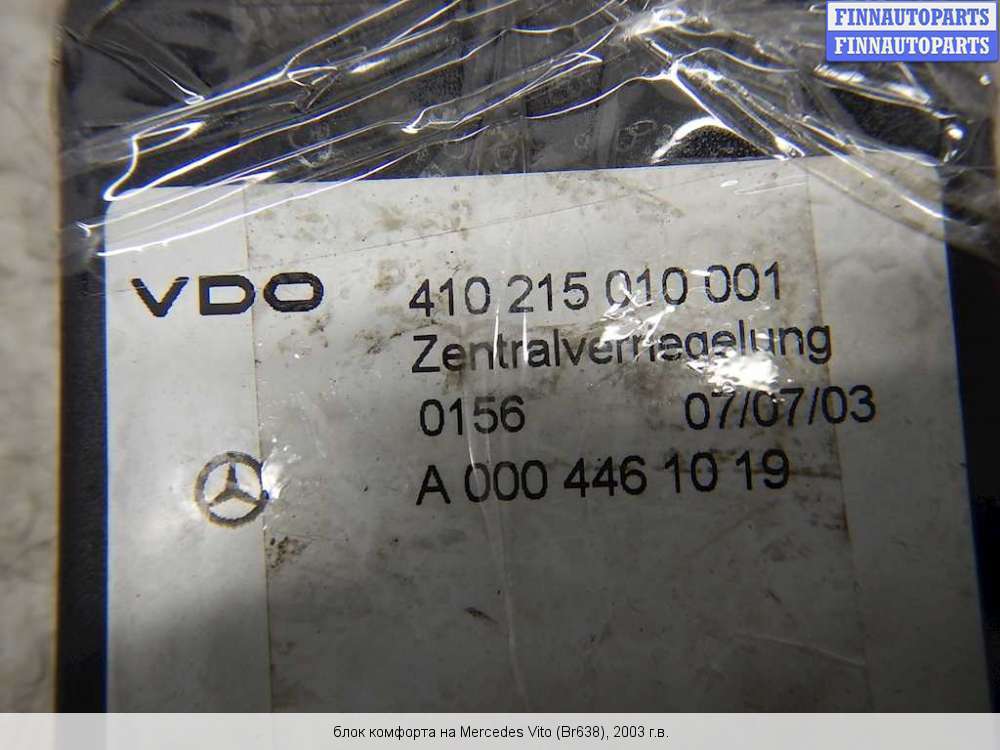 FINNAUTOPARTS
FINNAUTOPARTS
VDO 410 215 010 001
Zentralverriegelung
0156 07/07/03
A 000 446 10 19
блок комфорта на Mercedes Vito (Br638), 2003 г.в.